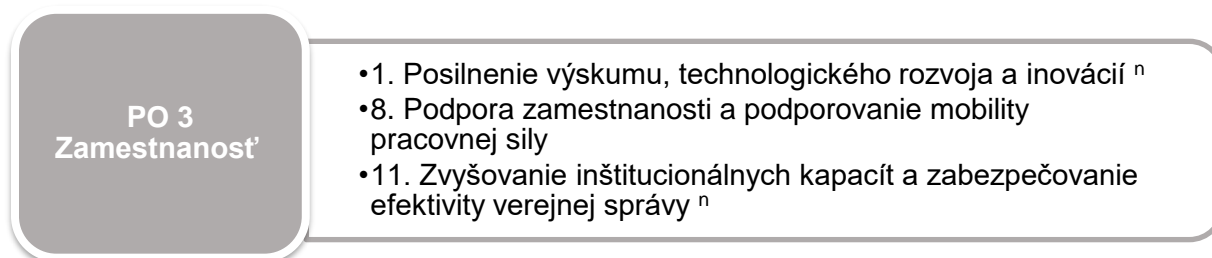 PO 3
Zamestnanosť
•1. Posilnenie výskumu, technologického rozvoja a inovácií ⁿ
•8. Podpora zamestnanosti a podporovanie mobility
pracovnej sily
•11. Zvyšovanie inštitucionálnych kapacít a zabezpečovanie
efektivity verejnej správy ⁿ